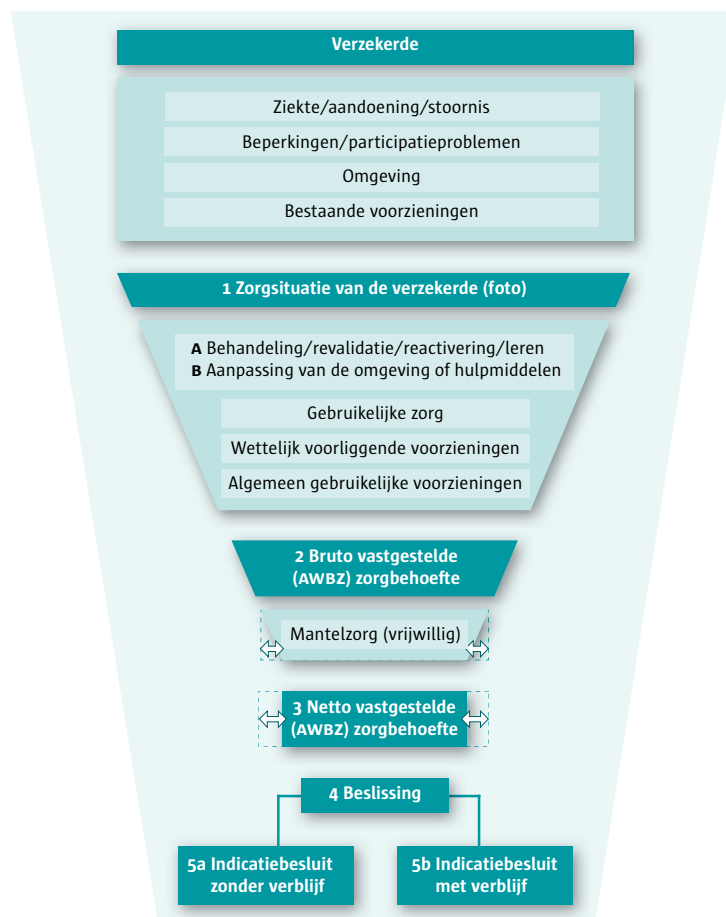 Verzekerde
Ziekte/aandoening/stoornis
Beperkingen/participatieproblemen
Omgeving
Bestaande voorzieningen
1 Zorgsituatie van de verzekerde (foto)
A Behandeling/revalidatie/reactivering/leren
B Aanpassing van de omgeving of hulpmiddelen
Gebruikelijke zorg
Wettelijk voorliggende voorzieningen
Algemeen gebruikelijke voorzieningen
2 Bruto vastgestelde
(AWBZ) zorgbehoefte
Mantelzorg (vrijwillig)
3 Netto vastgestelde
(AWBZ) zorgbehoefte
4 Beslissing
5a Indicatiebesluit
zonder verblijf
5b Indicatiebesluit
met verblijf